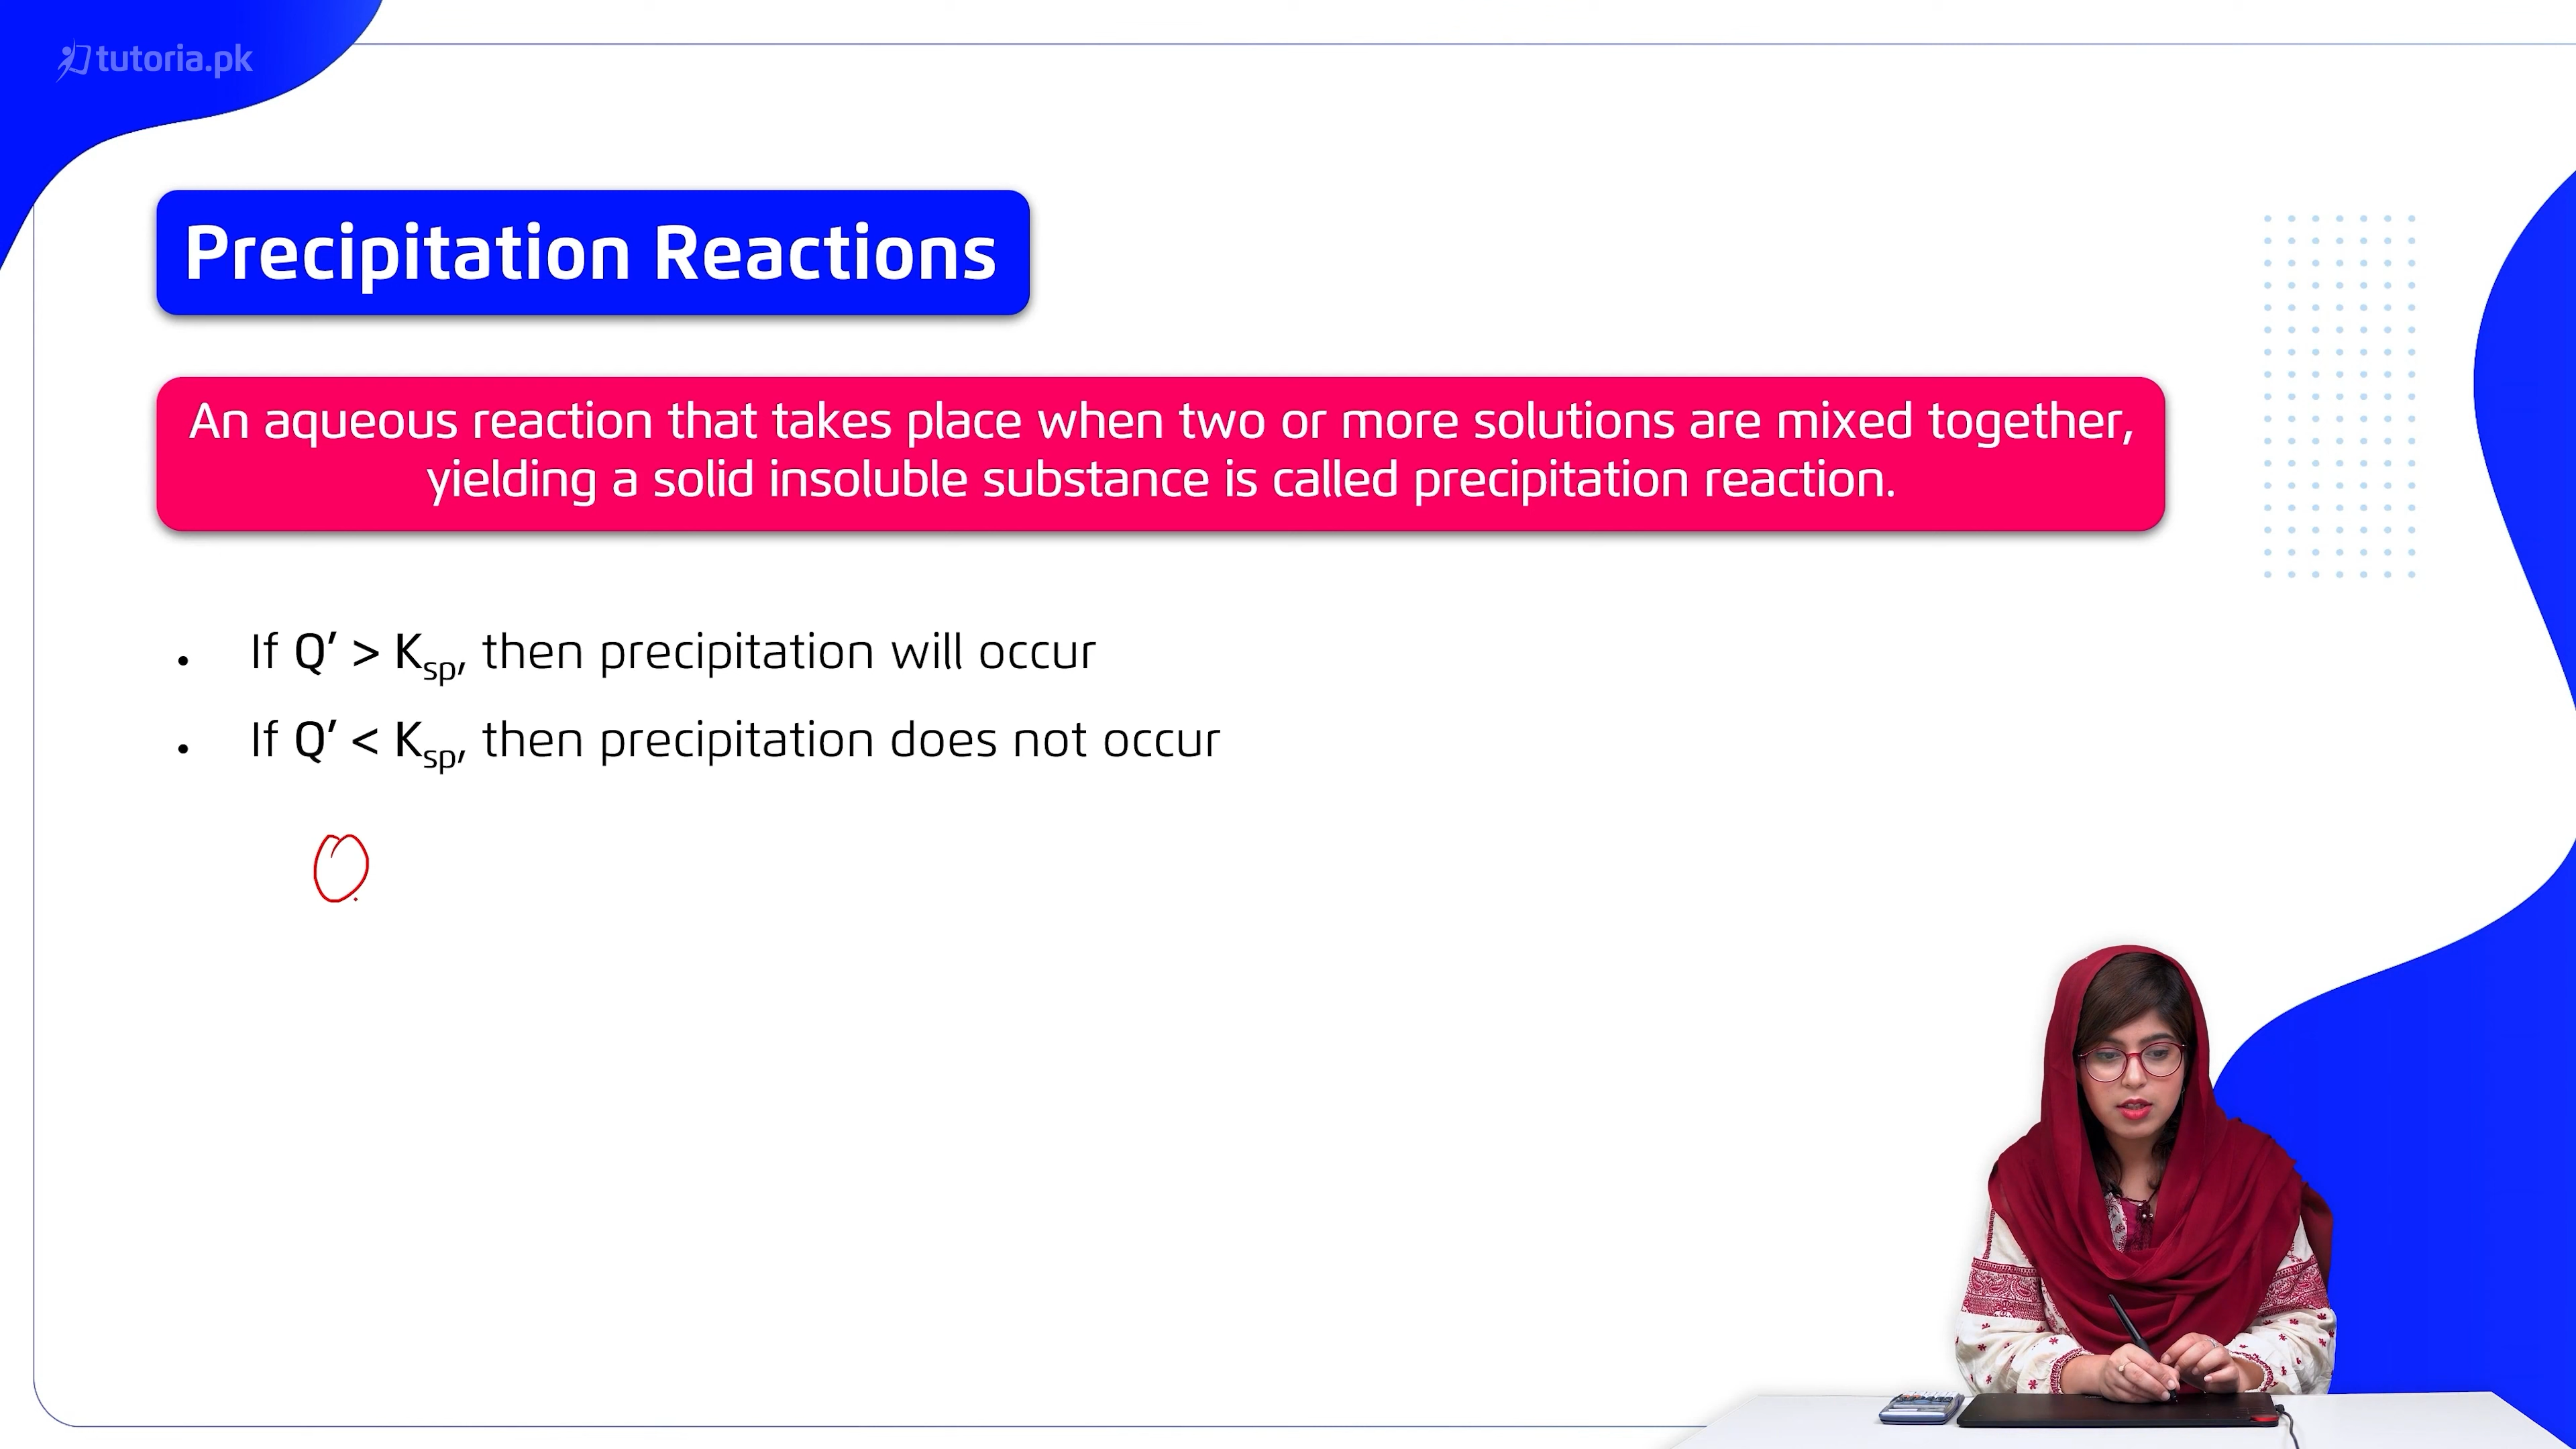 tutoria.pk
Precipitation Reactions
An aqueous reaction that takes place when two or more solutions are mixed together,
yielding a solid insoluble substance is called precipitation reaction.
• If Q′ > Ksp, then precipitation will occur
• If Q′ < Ksp, then precipitation does not occur